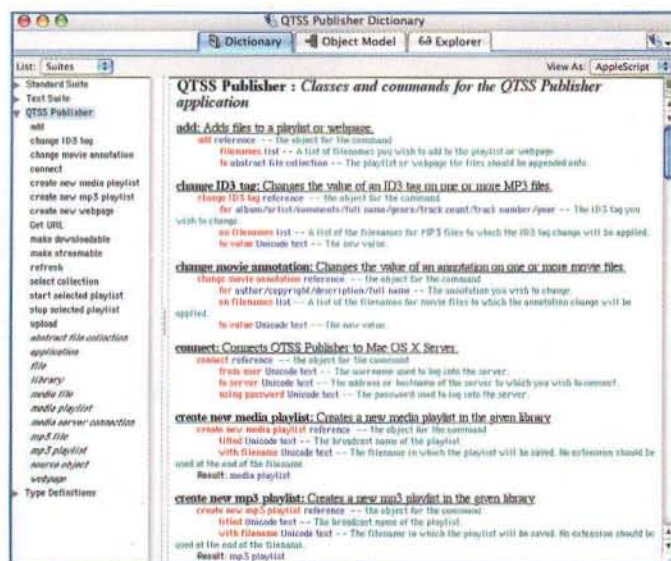 QTSS Publisher Dictionary
Dictionary
Object Model
Explorer
List: Suites
View As: AppleScript
Standard Suite
Text Suite
QTSS Publisher
add
change ID3 tag
change movie annotation
connect
create new media playlist
create new mp3 playlist
create new webpage
Get URL
make downloadable
make streamable
refresh
select collection
start selected playlist
stop selected playlist
upload
abstract file collection
application
file
library
media file
media playlist
media server connection
mp3 file
mp3 playlist
source object
webpage
Type Definitions
QTSS Publisher : Classes and commands for the QTSS Publisher
application
add: Adds files to a playlist or webpage.
add reference -- the object for the command
filenames list -- A list of filenames you wish to add to the playlist or webpage
to abstract file collection -- The playlist or webpage the files should be appended onto.
change ID3 tag: Changes the value of an ID3 tag on one or more MP3 files.
change ID3 tag reference -- the object for the command
for album/artist/comments/full name/genre/track count/track number/year -- The ID3 tag you
wish to change.
on filenames list -- A list of the filenames for MP3 files to which the ID3 tag change will be applied.
to value Unicode text -- The new value.
change movie annotation: Changes the value of an annotation on one or more movie files.
change movie annotation reference -- the object for the command
for author/copyright/description/full name -- The annotation you wish to change.
on filenames list -- A list of the filenames for movie files to which the annotation change will be
applied.
to value Unicode text -- The new value.
connect: Connects QTSS Publisher to Mac OS X Server.
connect reference -- the object for the command
from user Unicode text -- The username used to log into the server.
to server Unicode text -- The address or hostname of the server to which you wish to connect.
using password Unicode text -- The password used to log into the server.
create new media playlist: Creates a new media playlist in the given library
create new media playlist reference -- the object for the command
titled Unicode text -- The broadcast name of the playlist.
with filename Unicode text -- The filename in which the playlist will be saved. No extension should be
used at the end of the filename.
Result: media playlist
create new mp3 playlist: Creates a new mp3 playlist in the given library
create new mp3 playlist reference -- the object for the command
titled Unicode text -- The broadcast name of the playlist.
with filename Unicode text -- The filename in which the playlist will be saved. No extension should be
used at the end of the filename.
Result: mp3 playlist